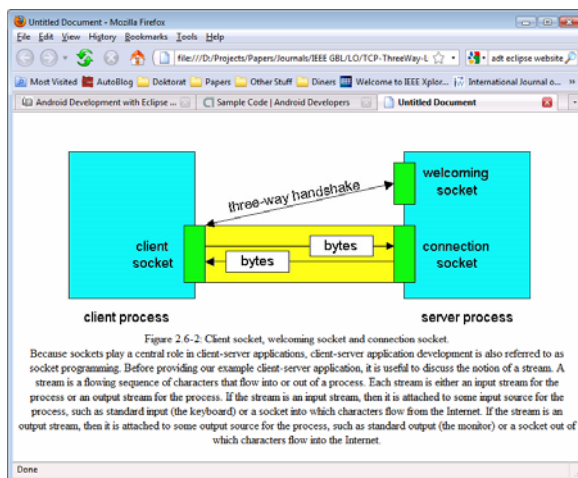 Untitled Document - Mozilla Firefox
File Edit View History Bookmarks Tools Help
file:///D:/Projects/Papers/Journals/IEEE GBL/LO/TCP-ThreeWay-L
adt eclipse website
Most Visited AutoBlog Doktorat Papers Other Stuff Diners Welcome to IEEE Xplor... International Journal o...
Android Development with Eclipse ... Sample Code | Android Developers Untitled Document
welcoming
socket
three-way handshake
client
socket
bytes
bytes
connection
socket
client process
server process
Figure 2.6-2: Client socket, welcoming socket and connection socket.
Because sockets play a central role in client-server applications, client-server application development is also referred to as
socket programming. Before providing our example client-server application, it is useful to discuss the notion of a stream. A
stream is a flowing sequence of characters that flow into or out of a process. Each stream is either an input stream for the
process or an output stream for the process. If the stream is an input stream, then it is attached to some input source for the
process, such as standard input (the keyboard) or a socket into which characters flow from the Internet. If the stream is an
output stream, then it is attached to some output source for the process, such as standard output (the monitor) or a socket out of
which characters flow into the Internet.
Done